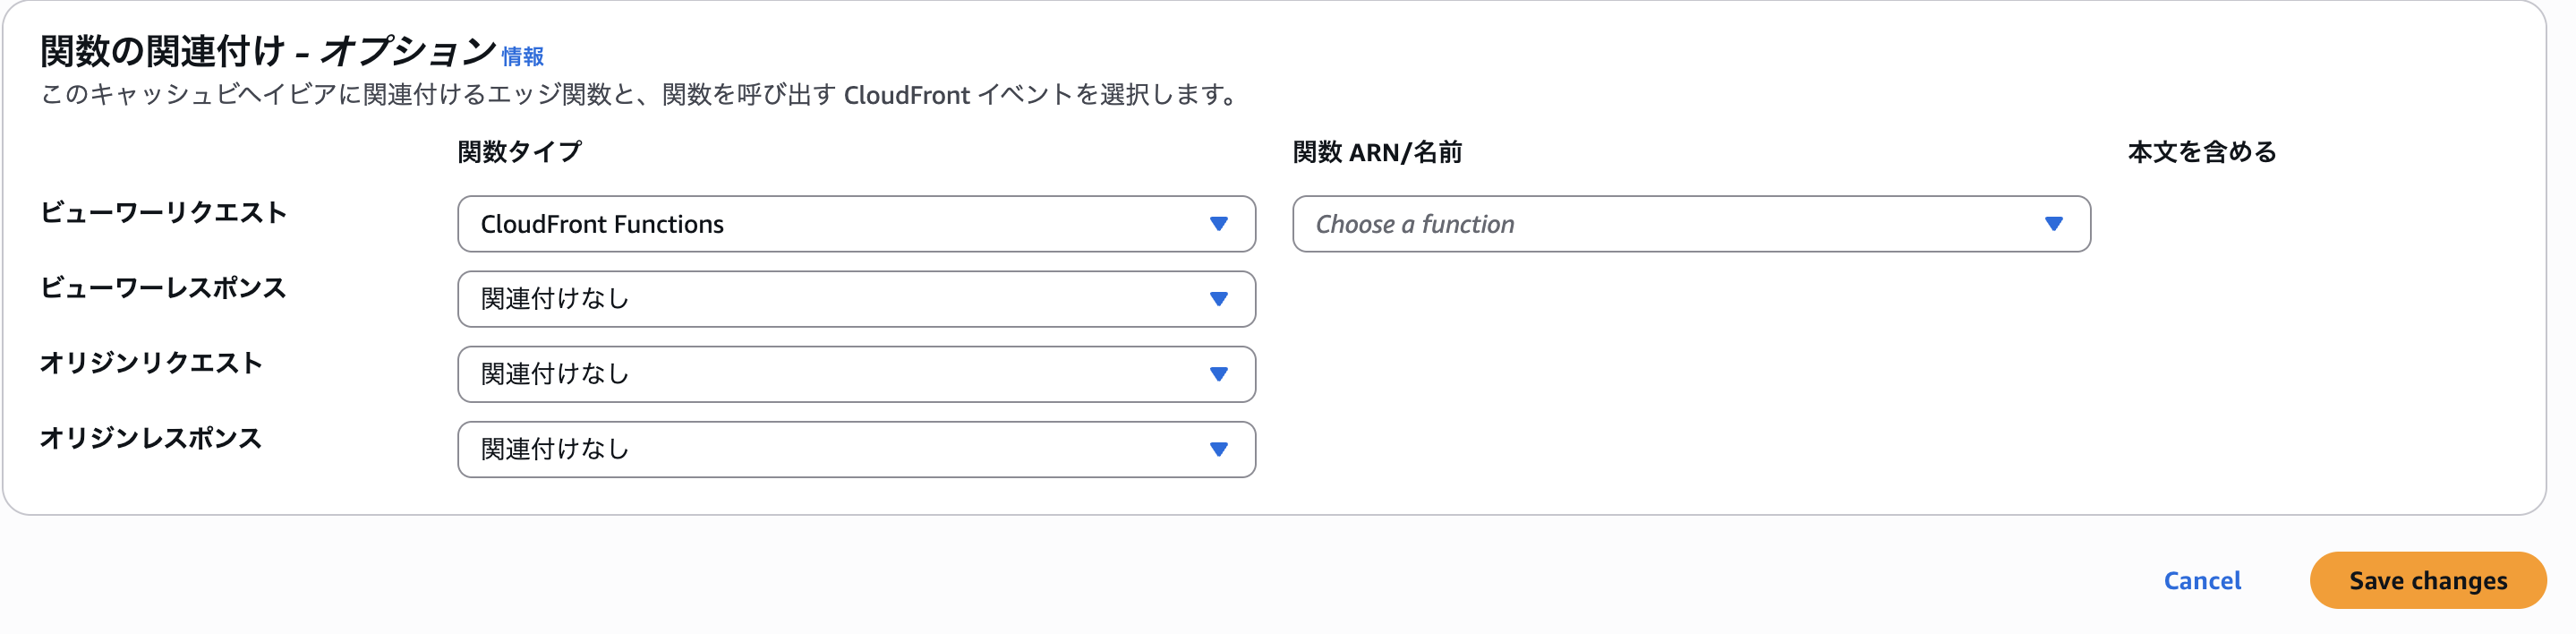 関数の関連付け - オプション 情報
このキャッシュビヘイビアに関連付けるエッジ関数と、関数を呼び出す CloudFront イベントを選択します。
関数タイプ 関数 ARN/名前 本文を含める
ビューワーリクエスト CloudFront Functions Choose a function
ビューワーレスポンス 関連付けなし
オリジンリクエスト 関連付けなし
オリジンレスポンス 関連付けなし
Cancel Save changes